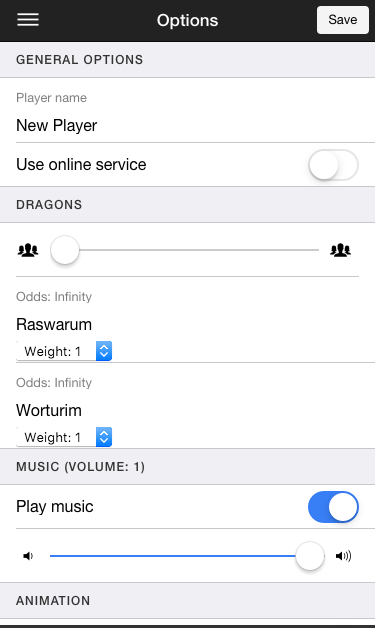 Options
Save
GENERAL OPTIONS
Player name
New Player
Use online service
DRAGONS
Odds: Infinity
Raswarum
Weight: 1
Odds: Infinity
Worturim
Weight: 1
MUSIC (VOLUME: 1)
Play music
ANIMATION